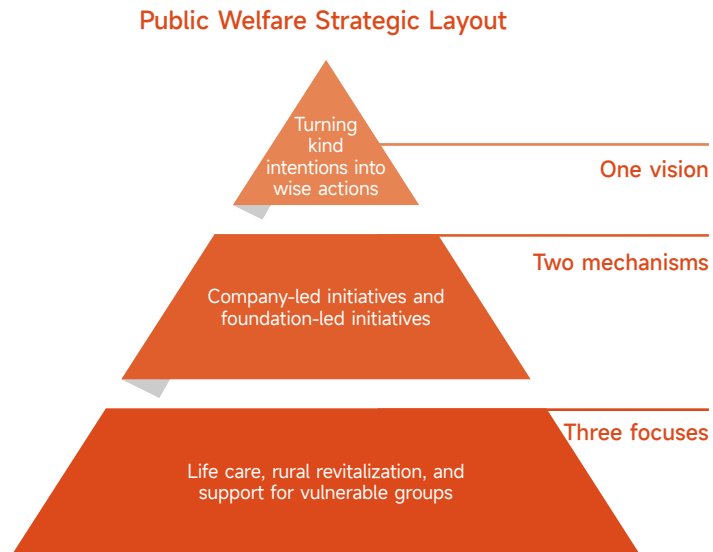 Public Welfare Strategic Layout
Turning
kind
intentions into
wise actions
One vision
Two mechanisms
Company-led initiatives and
foundation-led initiatives
Three focuses
Life care, rural revitalization, and
support for vulnerable groups